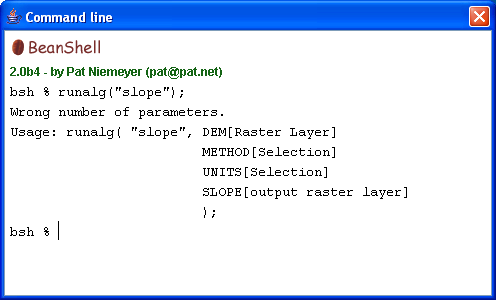 Command line
BeanShell
2.0b4 - by Pat Niemeyer (pat@pat.net)
bsh % runalg("slope");
Wrong number of parameters.
Usage: runalg( "slope", DEM[Raster Layer]
METHOD[Selection]
UNITS[Selection]
SLOPE[output raster layer]
);
bsh %